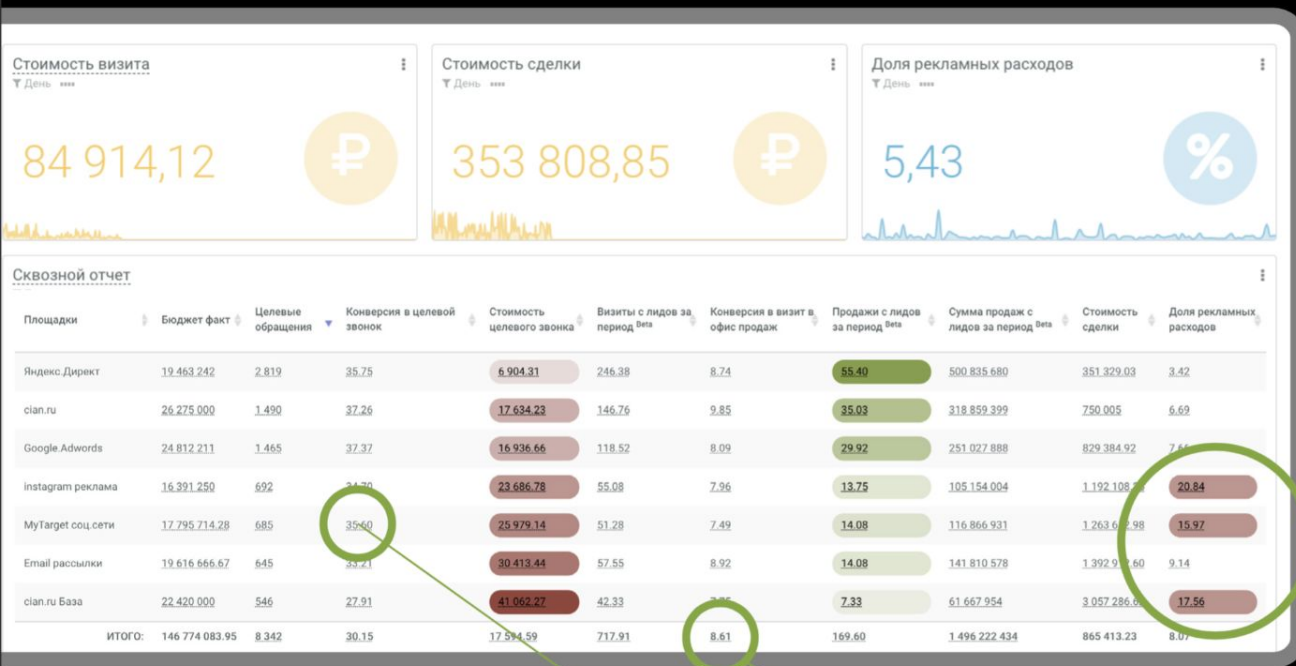 Стоимость визита
День
84 914,12
₽
Стоимость сделки
День
353 808,85
₽
Доля рекламных расходов
День
5,43
%
Сквозной отчет
Площадки Бюджет факт Целевые обращения Конверсия в целевой звонок Стоимость целевого звонка Визиты с лидов за период Beta Конверсия в визит в офис продаж Продажи с лидов за период Beta Сумма продаж с лидов за период Beta Стоимость сделки Доля рекламных расходов
Яндекс.Директ 19 463 242 2 819 35.75 6 904.31 246.38 8.74 55.40 500 835 680 351 329.03 3.42
cian.ru 26 275 000 1 490 37.26 17 634.23 146.76 9.85 35.03 318 859 399 750 005 6.69
Google.Adwords 24 812 211 1 465 37.37 16 936.66 118.52 8.09 29.92 251 027 888 829 384.92
instagram реклама 16 391 250 692 23 686.78 55.08 7.96 13.75 105 154 004 20.84
MyTarget соц.сети 17 795 714.28 685 35.60 25 979.14 51.28 7.49 14.08 116 866 931 15.97
Email рассылки 19 616 666.67 645 33.21 30 413.44 57.55 8.92 14.08 141 810 578 9.14
cian.ru База 22 420 000 546 27.91 41 062.27 42.33 7.33 61 667 954 17.56
ИТОГО: 146 774 083.95 8 342 30.15 17 594.59 717.91 8.61 169.60 1 496 222 434 865 413.23 8.07